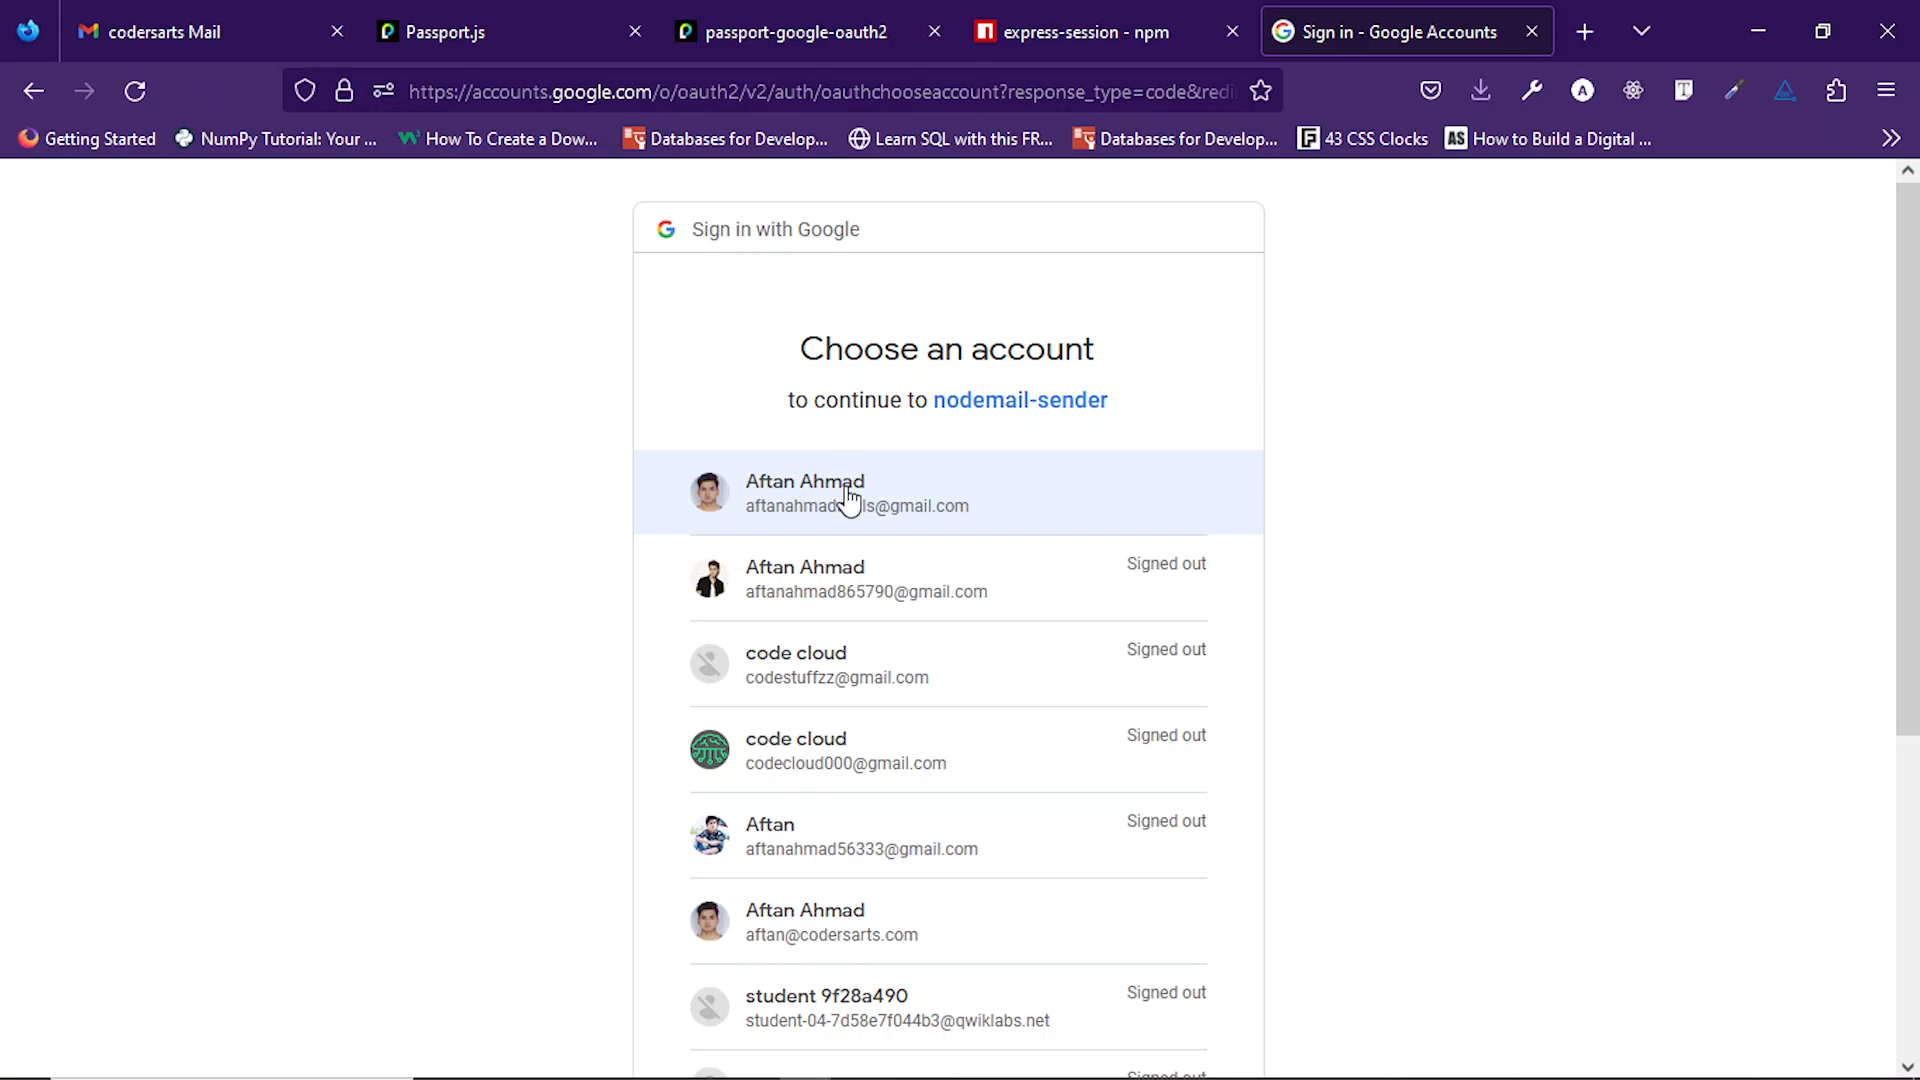 codersarts Mail
Passport.js
passport-google-oauth2
express-session - npm
Sign in - Google Accounts
https://accounts.google.com/o/oauth2/v2/auth/oauthchooseaccount?response_type=code&redi
Getting Started
NumPy Tutorial: Your ...
How To Create a Dow...
Databases for Develop...
Learn SQL with this FR...
Databases for Develop...
43 CSS Clocks
AS How to Build a Digital ...
Sign in with Google
Choose an account
to continue to nodemail-sender
Aftan Ahmad
Aftan Ahmad
Signed out
aftanahmad865790@gmail.com
code cloud
Signed out
codestuffzz@gmail.com
code cloud
Signed out
codecloud000@gmail.com
Aftan
Signed out
aftanahmad56333@gmail.com
Aftan Ahmad
aftan@codersarts.com
student 9f28a490
Signed out
student-04-7d58e7f044b3@qwiklabs.net
Signed out